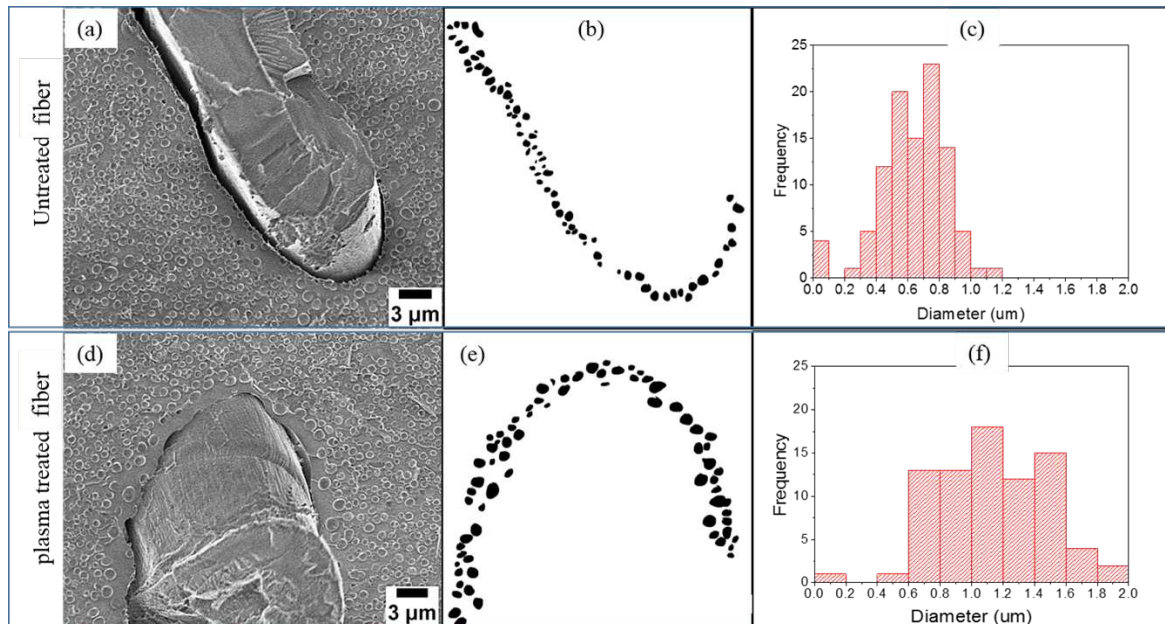 Untreated fiber
(a)
3 µm
(b)
(c)
25
20
15
10
5
0
Frequency
0.0 0.2 0.4 0.6 0.8 1.0 1.2 1.4 1.6 1.8 2.0
Diameter (um)
plasma treated fiber
(d)
3 µm
(e)
(f)
25
20
15
10
5
0
Frequency
0.0 0.2 0.4 0.6 0.8 1.0 1.2 1.4 1.6 1.8 2.0
Diameter (um)